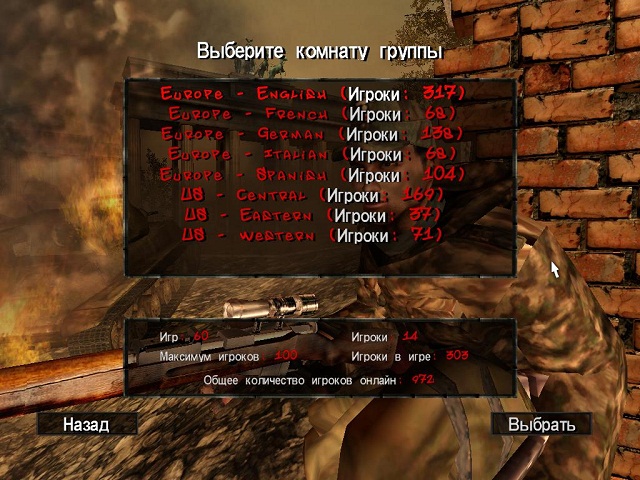 Выберите комнату группы
Europe - English (Игроки: 317)
Europe - French (Игроки: 68)
Europe - German (Игроки: 138)
Europe - Italian (Игроки: 68)
Europe - Spanish (Игроки: 104)
US - Central (Игроки: 169)
US - Eastern (Игроки: 37)
US - Western (Игроки: 71)
Игр 60 Игроки 14
Максимум игроков 100 Игроки в игре: 303
Общее количество игроков онлайн: 972
Назад Выбрать